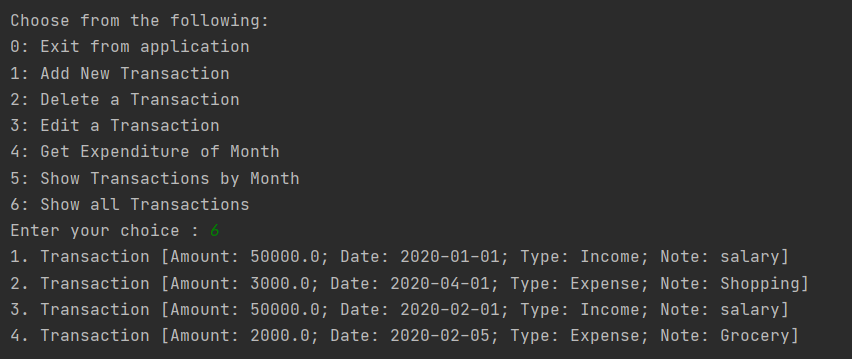 Choose from the following:
0: Exit from application
1: Add New Transaction
2: Delete a Transaction
3: Edit a Transaction
4: Get Expenditure of Month
5: Show Transactions by Month
6: Show all Transactions
Enter your choice : 6
1. Transaction [Amount: 50000.0; Date: 2020-01-01; Type: Income; Note: salary]
2. Transaction [Amount: 3000.0; Date: 2020-04-01; Type: Expense; Note: Shopping]
3. Transaction [Amount: 50000.0; Date: 2020-02-01; Type: Income; Note: salary]
4. Transaction [Amount: 2000.0; Date: 2020-02-05; Type: Expense; Note: Grocery]